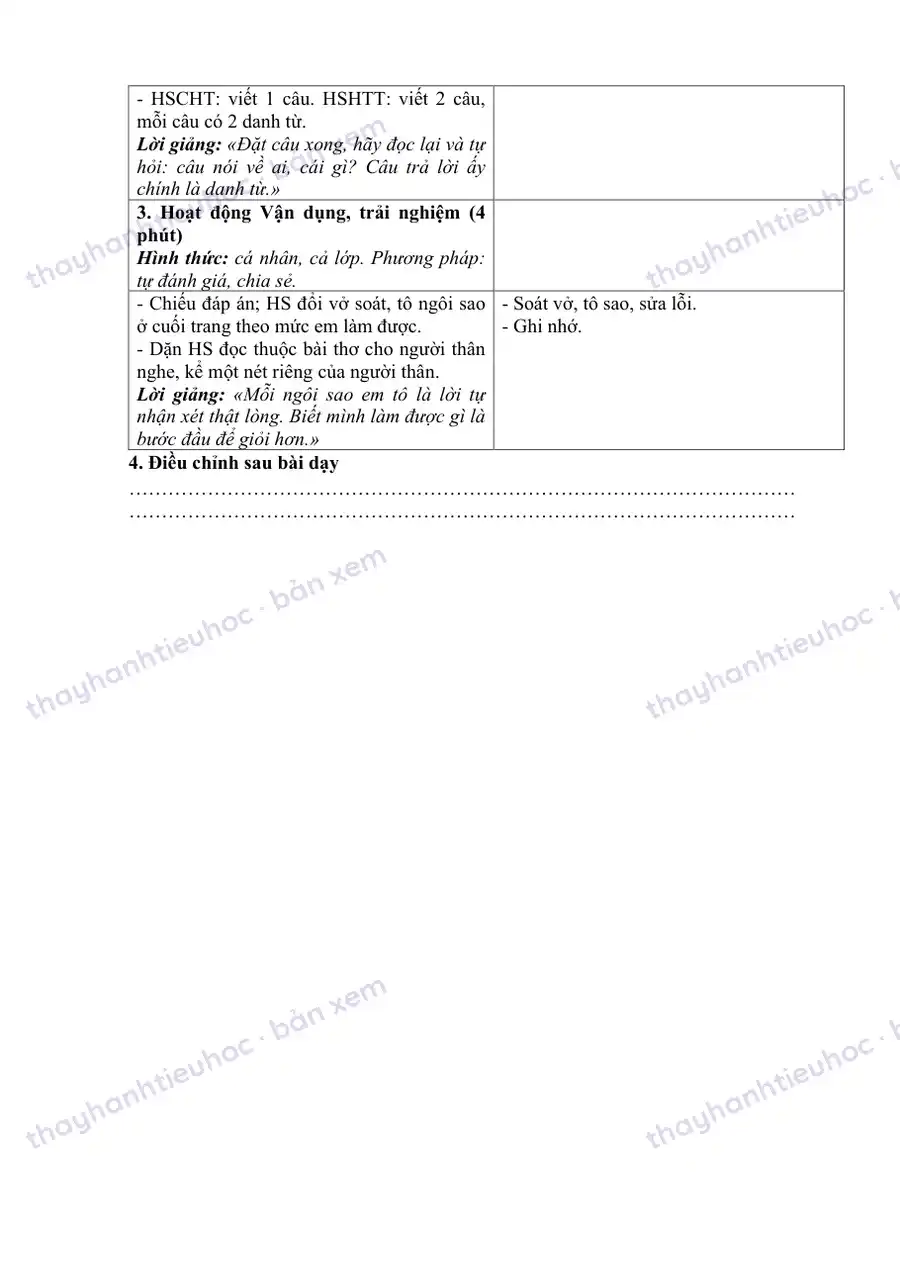 - HSCHT: viết 1 câu. HSHTT: viết 2 câu,
mỗi câu có 2 danh từ.
Lời giảng: «Đặt câu xong, hãy đọc lại và tự
hỏi: câu nói về ai, cái gì? Câu trả lời ấy
chính là danh từ.»
3. Hoạt động Vận dụng, trải nghiệm (4
phút)
Hình thức: cá nhân, cả lớp. Phương pháp:
tự đánh giá, chia sẻ.
- Chiếu đáp án; HS đổi vở soát, tô ngôi sao
ở cuối trang theo mức em làm được.
- Dặn HS đọc thuộc bài thơ cho người thân
nghe, kể một nét riêng của người thân.
Lời giảng: «Mỗi ngôi sao em tô là lời tự
nhận xét thật lòng. Biết mình làm được gì là
bước đầu để giỏi hơn.»
- Soát vở, tô sao, sửa lỗi.
- Ghi nhớ.
4. Điều chỉnh sau bài dạy
…………………………………………………………………………………………
…………………………………………………………………………………………
thayhanhtieuhoc · bản xem
thayhanhtieuhoc · b
thayhanhtieuhoc · bản xem
thayhanhtieuhoc · b
thayhanhtieuhoc · bản xem
thayhanhtieuhoc · b